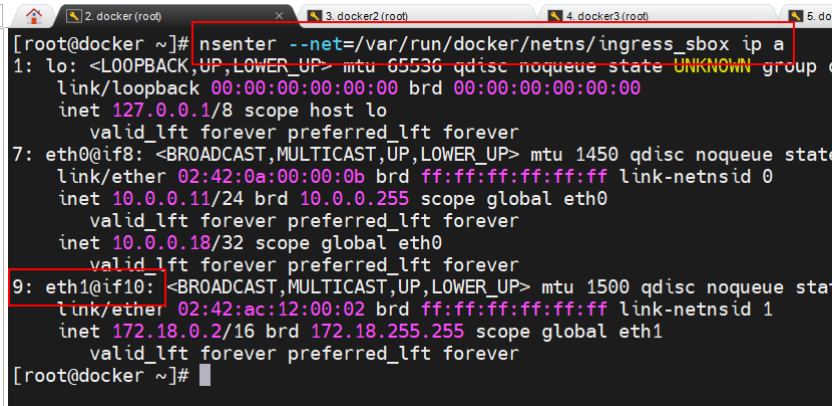 2. docker (root)
3. docker2 (root)
4. docker3 (root)
5. do
[root@docker ~]# nsenter --net=/var/run/docker/netns/ingress_sbox ip a
1: lo: <LOOPBACK,UP,LOWER_UP> mtu 65536 qdisc noqueue state UNKNOWN group
link/loopback 00:00:00:00:00:00 brd 00:00:00:00:00:00
inet 127.0.0.1/8 scope host lo
valid_lft forever preferred_lft forever
7: eth0@if8: <BROADCAST,MULTICAST,UP,LOWER_UP> mtu 1450 qdisc noqueue state
link/ether 02:42:0a:00:00:0b brd ff:ff:ff:ff:ff:ff link-netnsid 0
inet 10.0.0.11/24 brd 10.0.0.255 scope global eth0
valid_lft forever preferred_lft forever
inet 10.0.0.18/32 scope global eth0
valid_lft forever preferred_lft forever
9: eth1@if10: <BROADCAST,MULTICAST,UP,LOWER_UP> mtu 1500 qdisc noqueue stat
link/ether 02:42:ac:12:00:02 brd ff:ff:ff:ff:ff:ff link-netnsid 1
inet 172.18.0.2/16 brd 172.18.255.255 scope global eth1
valid_lft forever preferred_lft forever
[root@docker ~]#